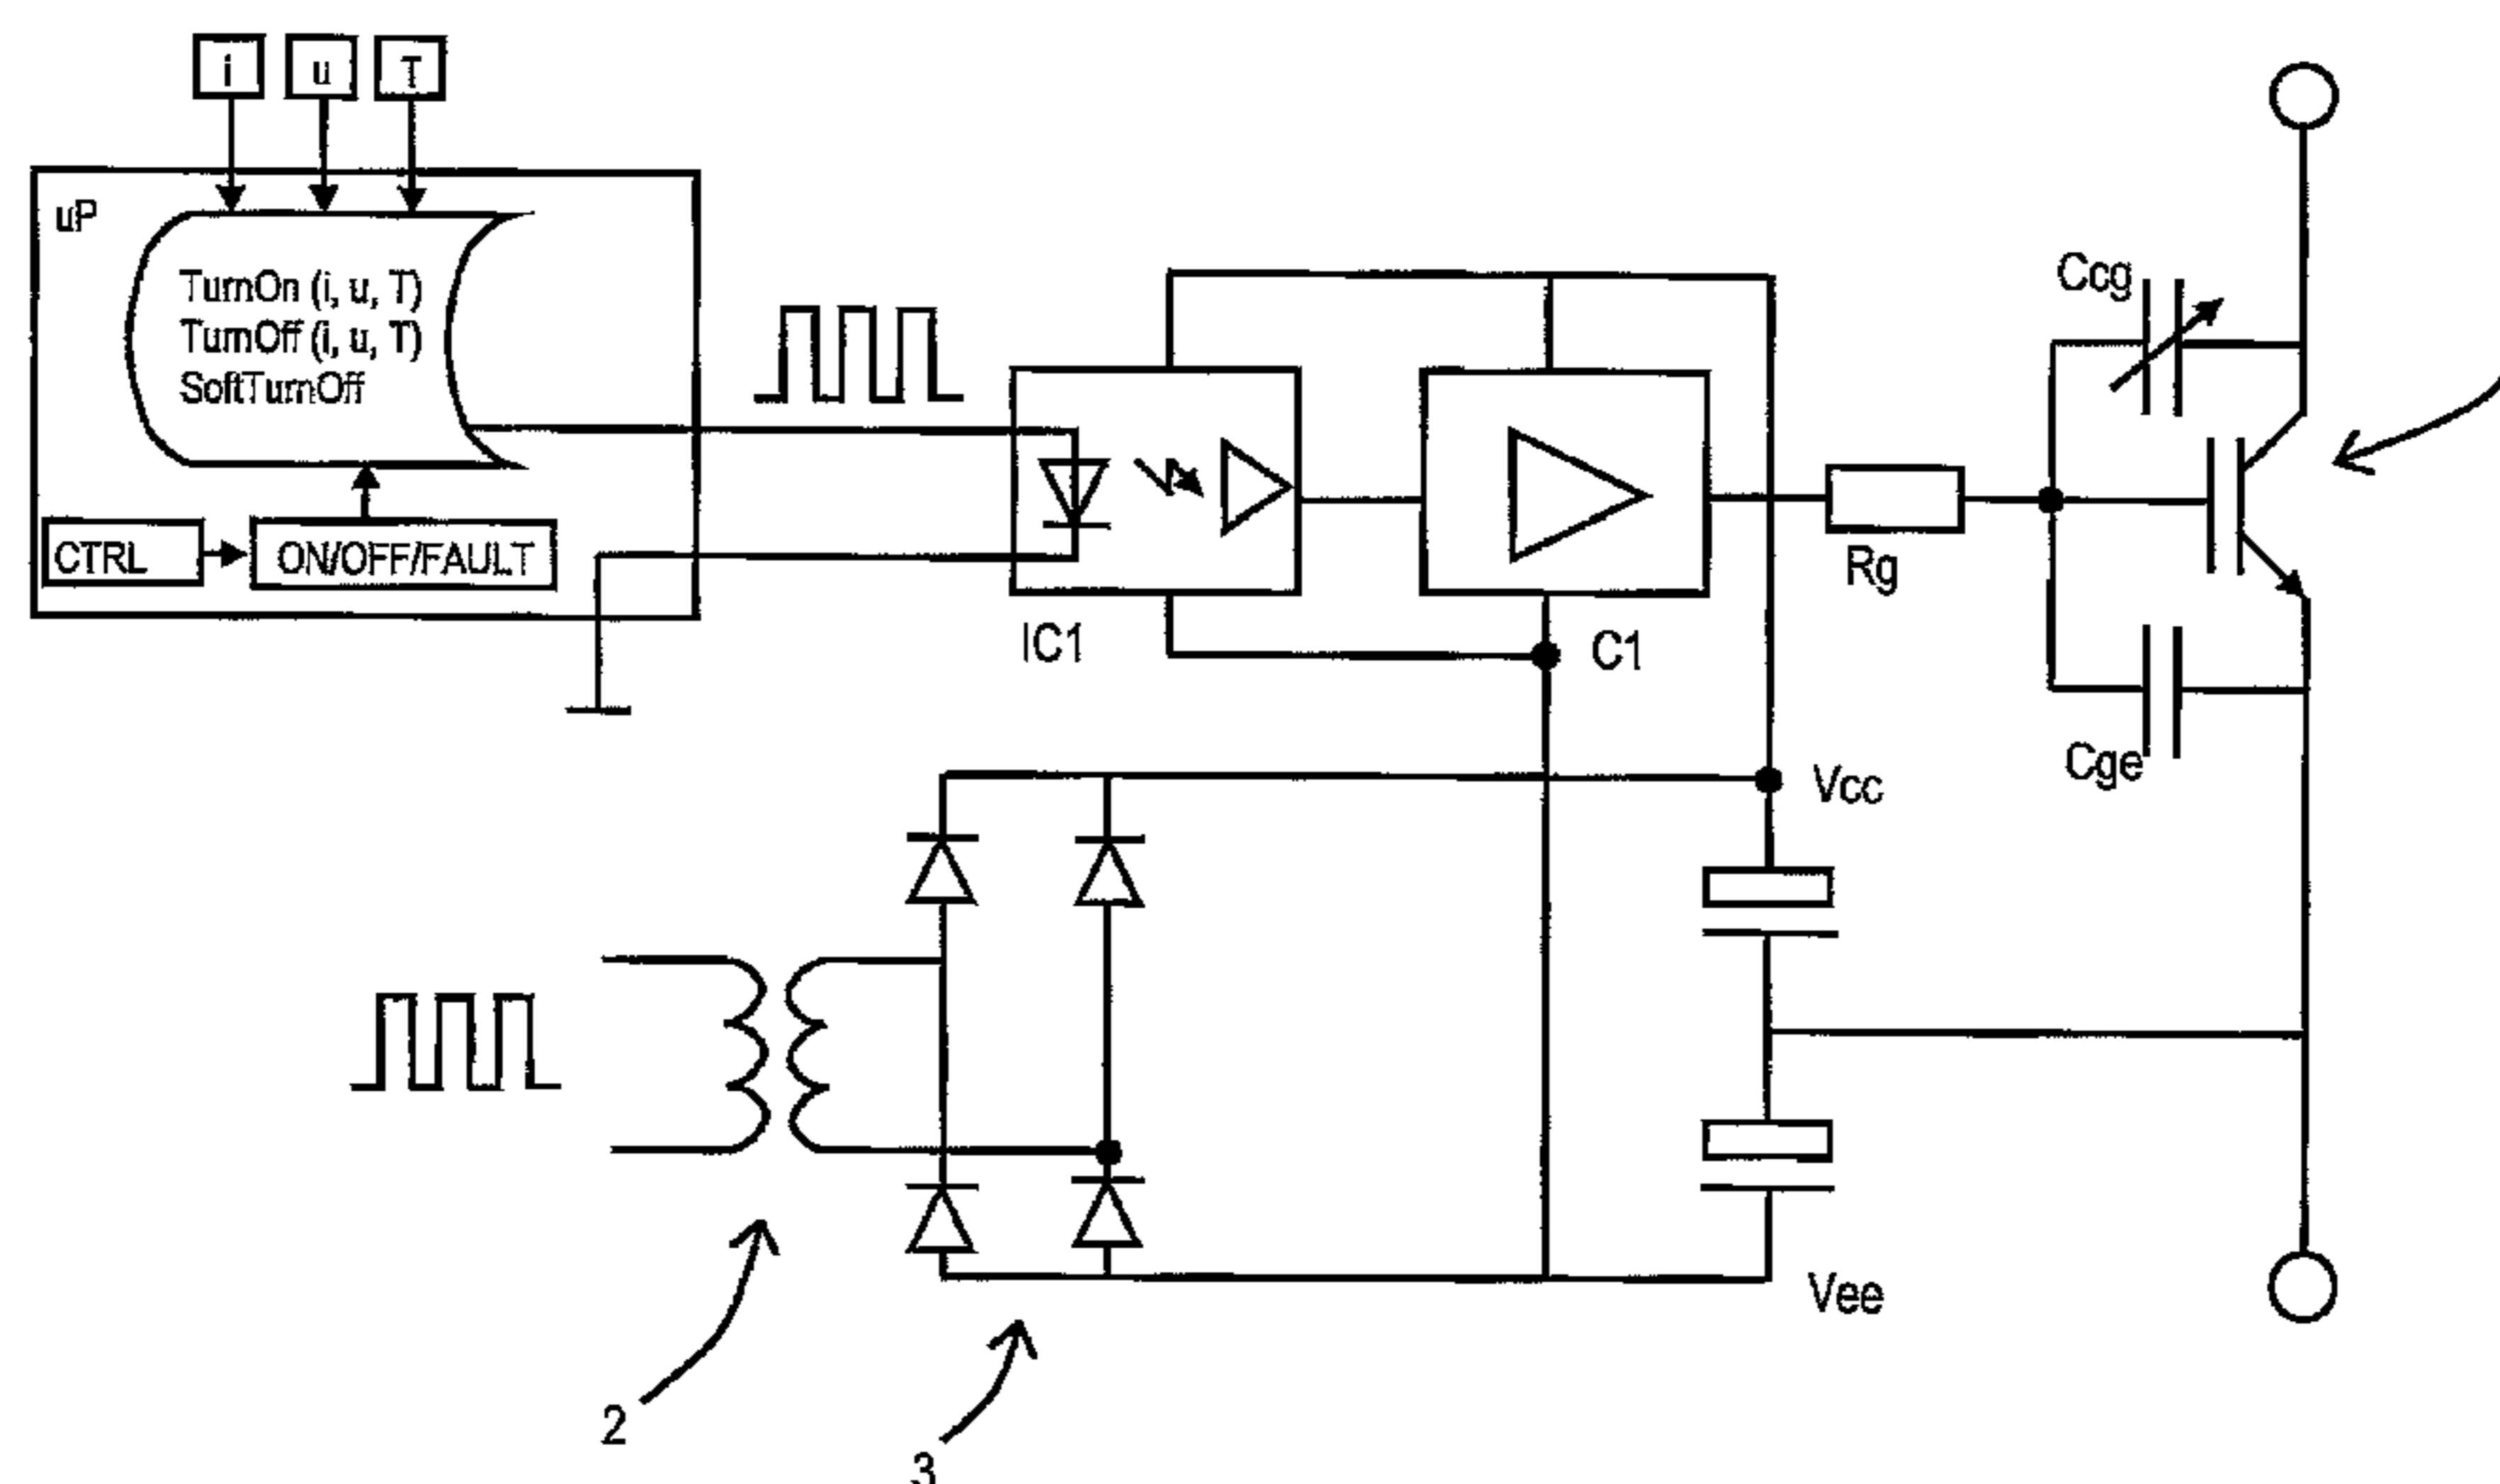 i
u
T
uP
TurnOn (i, u, T)
TurnOff (i, u, T)
SoftTurnOff
CTRL
ON/OFF/FAULT
IC1
C1
Rg
Ccg
Cge
Vcc
Vee
2
3